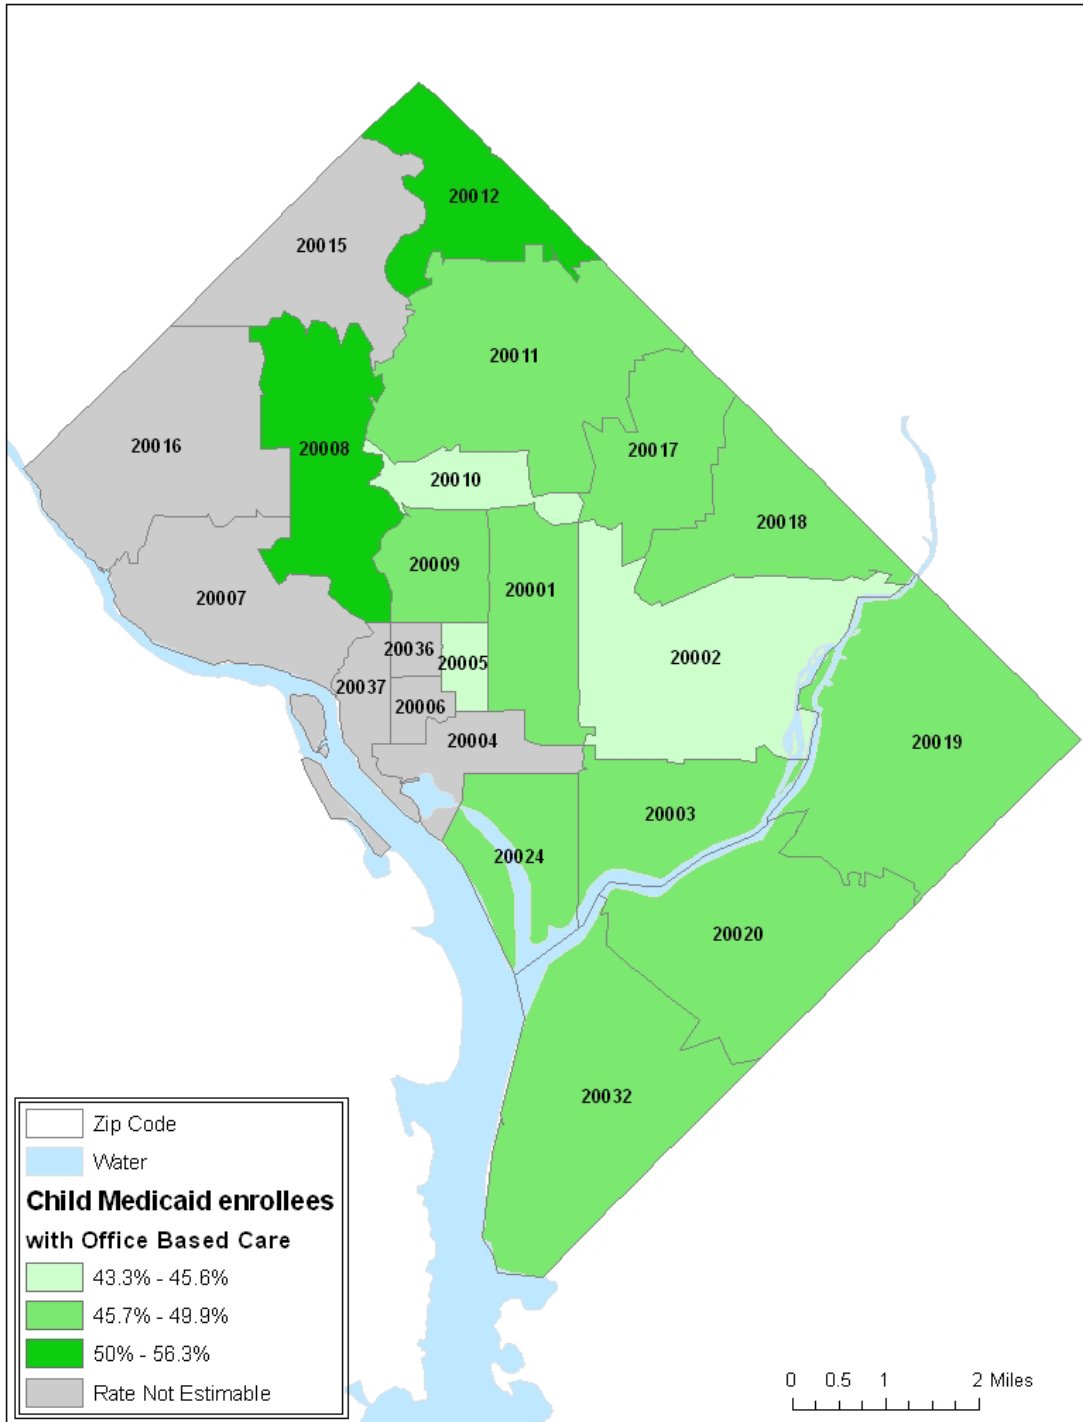 20012
20015
20011
20016
20008
20017
20010
20018
20009
20001
20007
20036
20005
20002
20037
20006
20004
20019
20003
20024
20020
20032
Zip Code
Water
Child Medicaid enrollees
with Office Based Care
43.3% - 45.6%
45.7% - 49.9%
50% - 56.3%
Rate Not Estimable
0 0.5 1 2 Miles